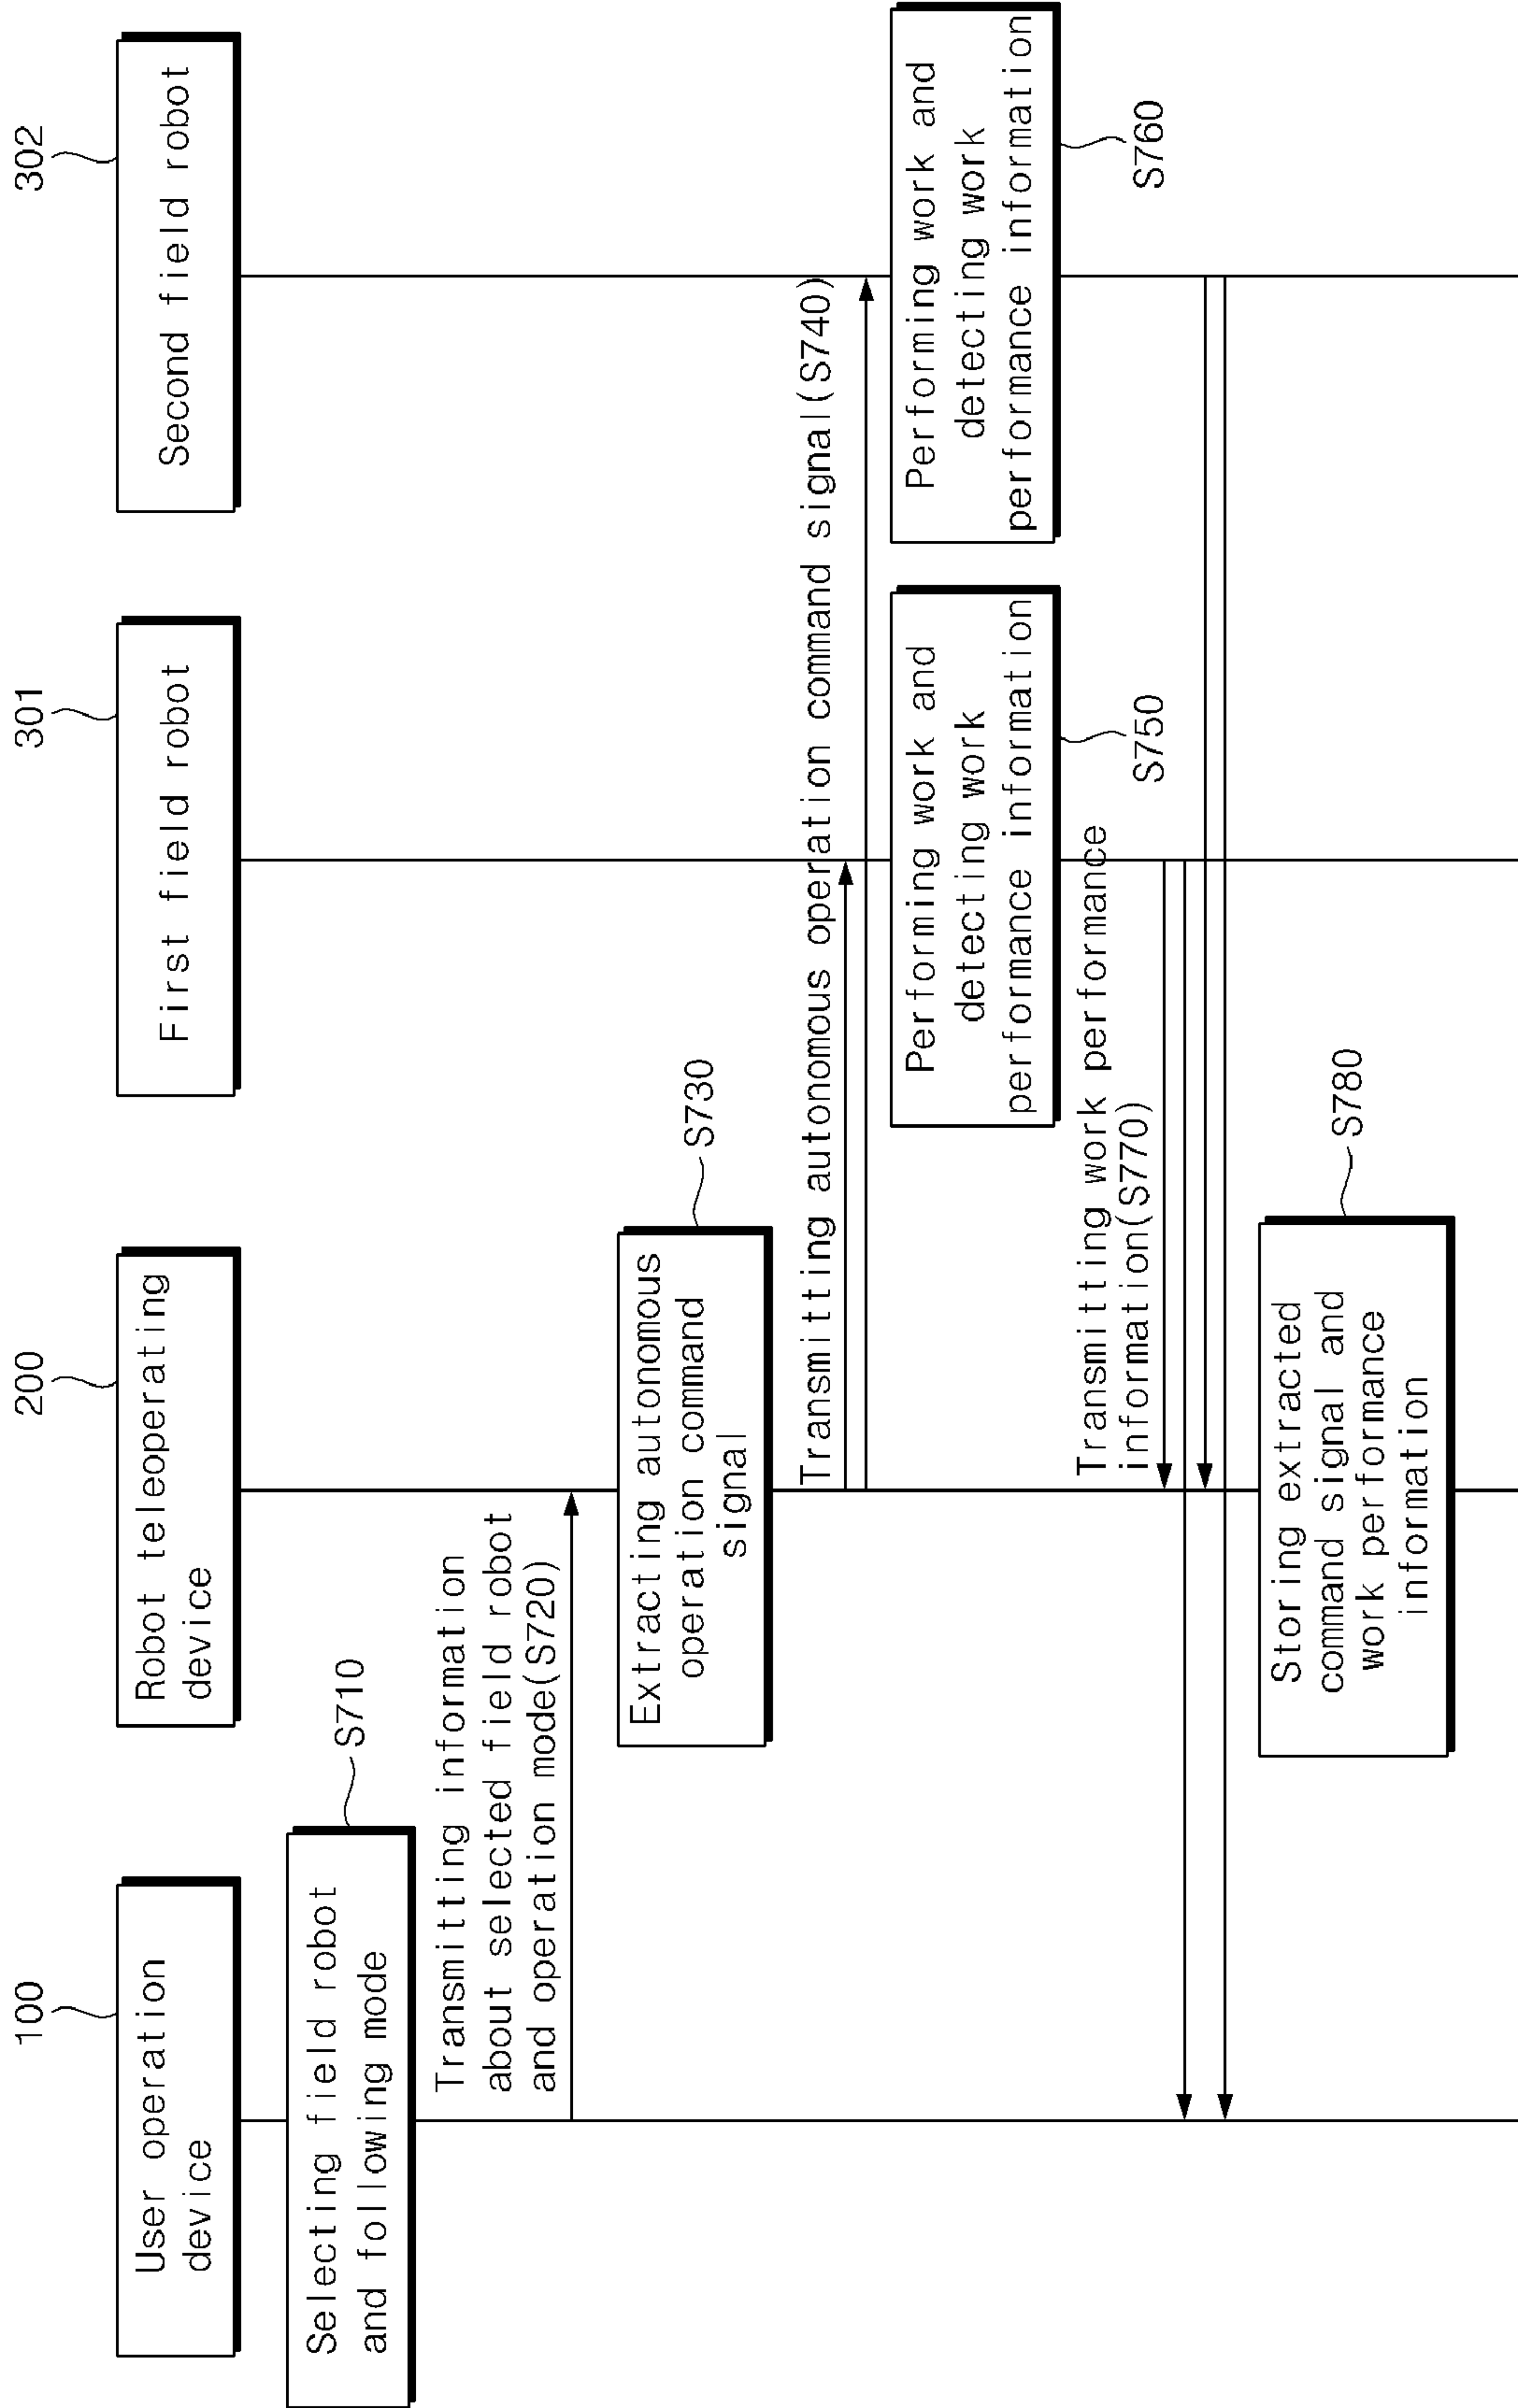 100
200
301
302
User operation
device
Robot teleoperating
device
First field robot
Second field robot
Selecting field robot
and following mode
S710
Transmitting information
about selected field robot
and operation mode(S720)
Extracting autonomous
operation command
signal
S730
Transmitting autonomous operation command signal(S740)
Performing work and
detecting work
performance information
S750
Performing work and
detecting work
performance information
S760
Transmitting work performance
information(S770)
Storing extracted
command signal and
work performance
information
S780